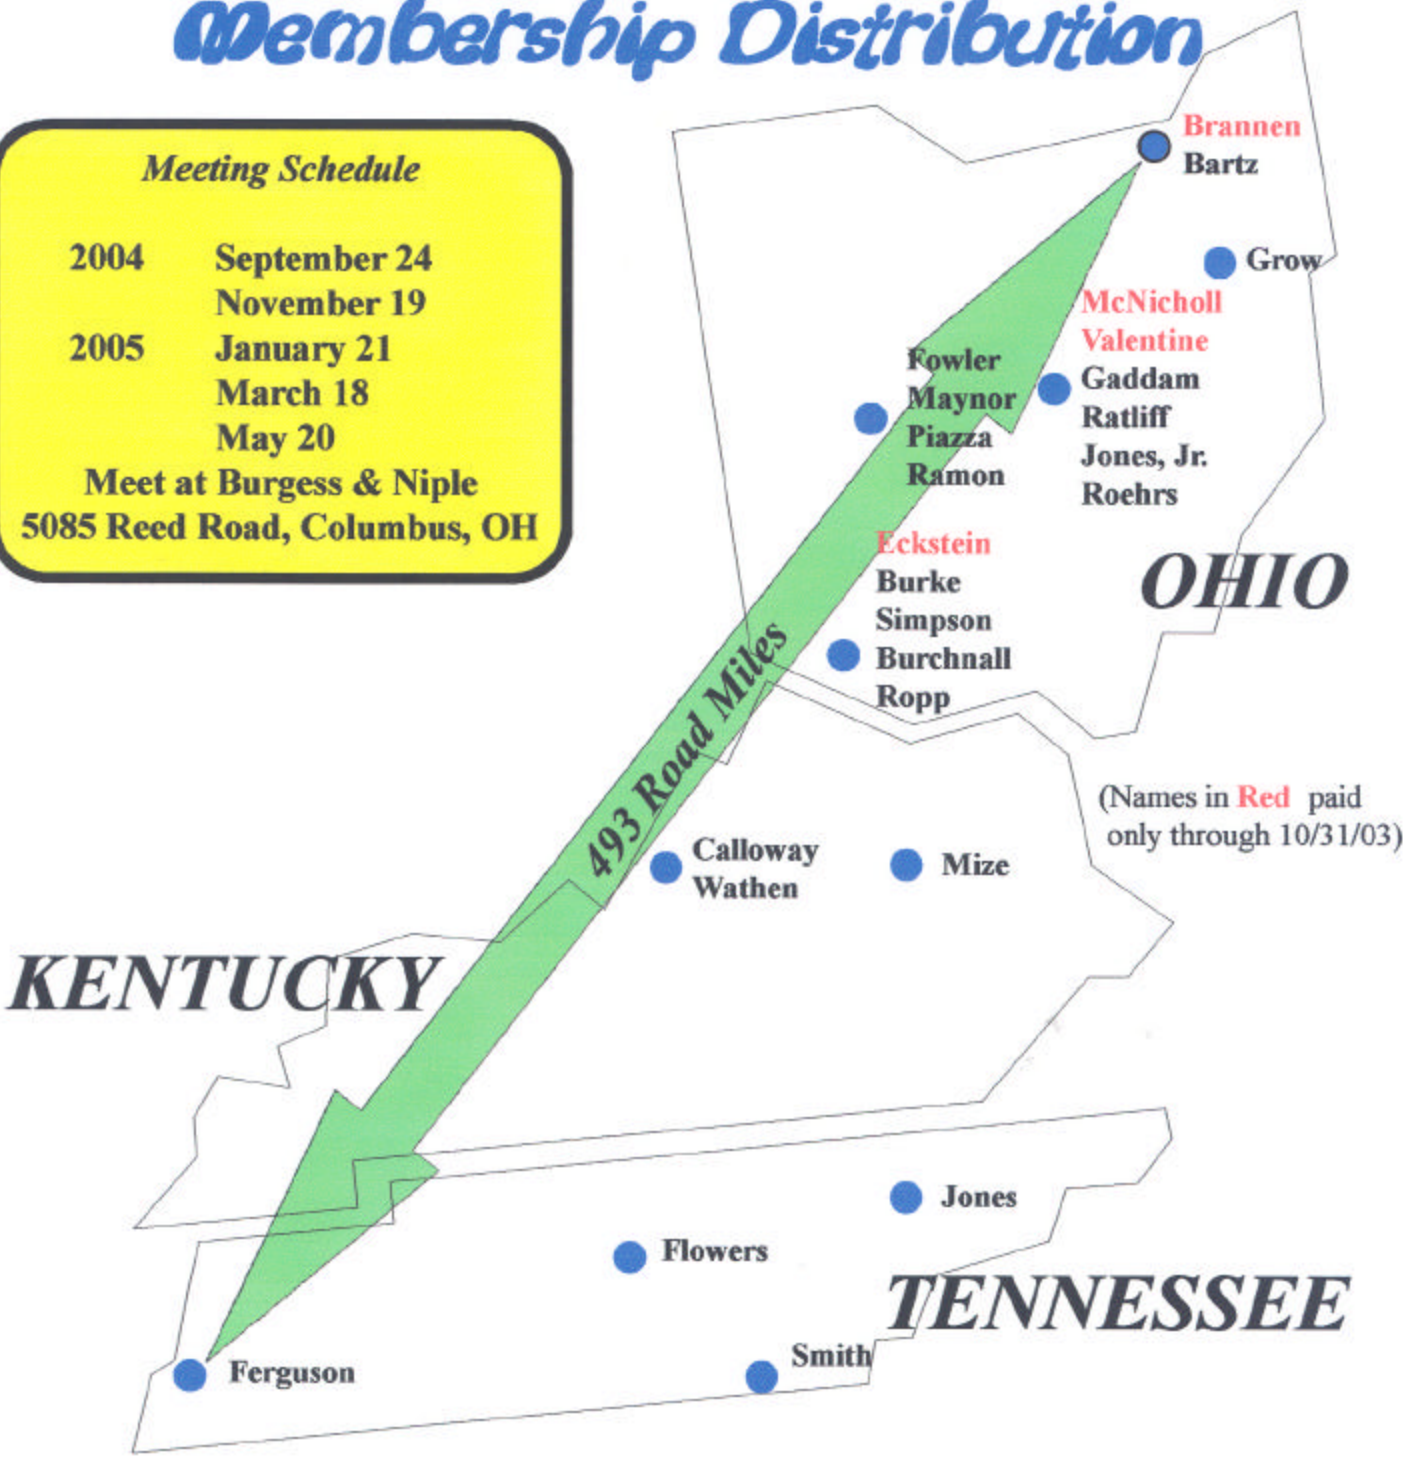 Membership Distribution
Meeting Schedule
2004 September 24
November 19
2005 January 21
March 18
May 20
Meet at Burgess & Niple
5085 Reed Road, Columbus, OH
Brannen
Bartz
Grow
McNicholl
Valentine
Gaddam
Ratliff
Jones, Jr.
Roehrs
Fowler
Maynor
Piazza
Ramon
Eckstein
Burke
Simpson
Burchnall
Ropp
OHIO
493 Road Miles
(Names in Red paid
only through 10/31/03)
Calloway
Wathen
Mize
KENTUCKY
Jones
Flowers
TENNESSEE
Smith
Ferguson